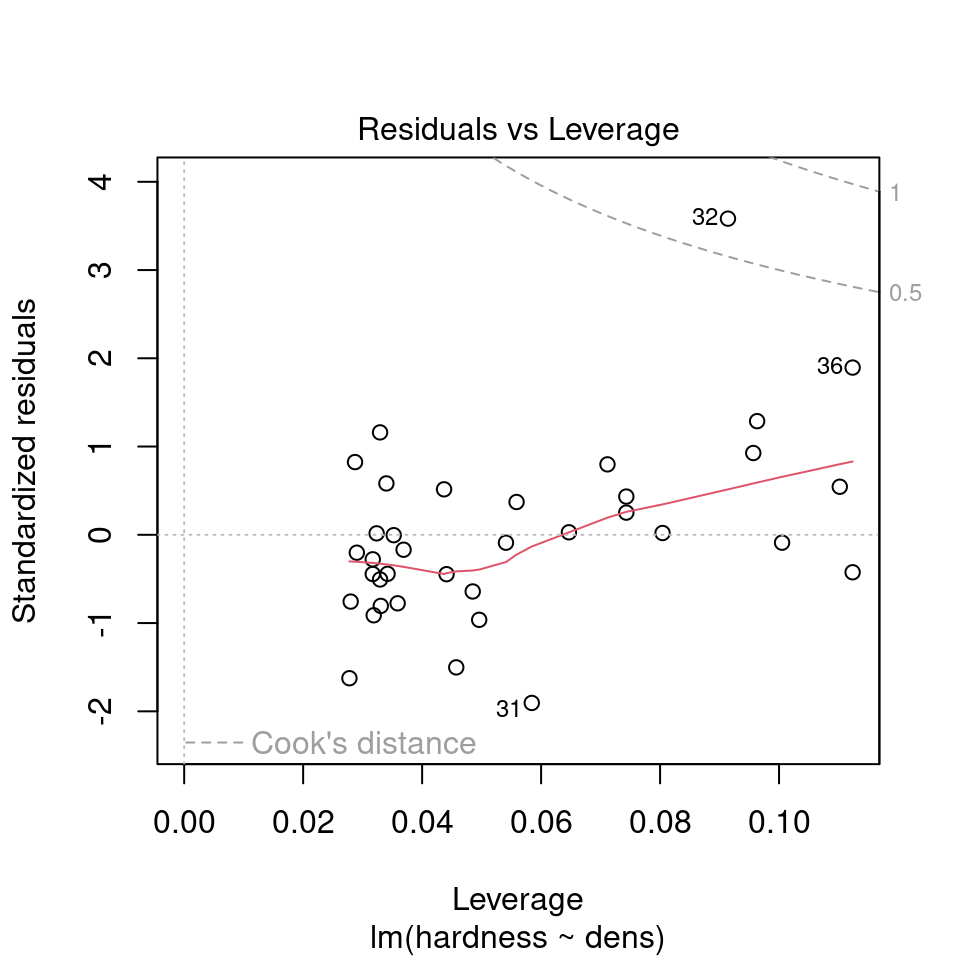 Residuals vs Leverage
Standardized residuals
4
3
2
1
0
-1
-2
1
0.5
32
36
31
Cook's distance
0.00 0.02 0.04 0.06 0.08 0.10
Leverage
lm(hardness ~ dens)